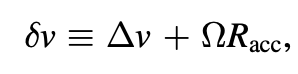 δv ≡ Δv + ΩR_acc,